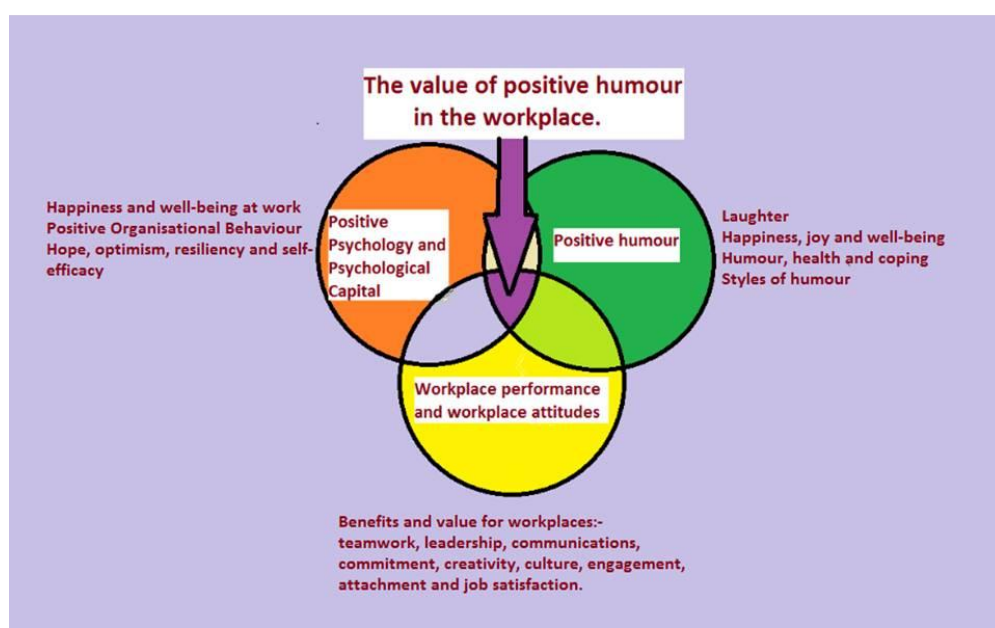 The value of positive humour
in the workplace.
Happiness and well-being at work
Positive Organisational Behaviour
Hope, optimism, resiliency and self-
efficacy
Positive
Psychology and
Psychological
Capital
Positive humour
Laughter
Happiness, joy and well-being
Humour, health and coping
Styles of humour
Workplace performance
and workplace attitudes
Benefits and value for workplaces:-
teamwork, leadership, communications,
commitment, creativity, culture, engagement,
attachment and job satisfaction.